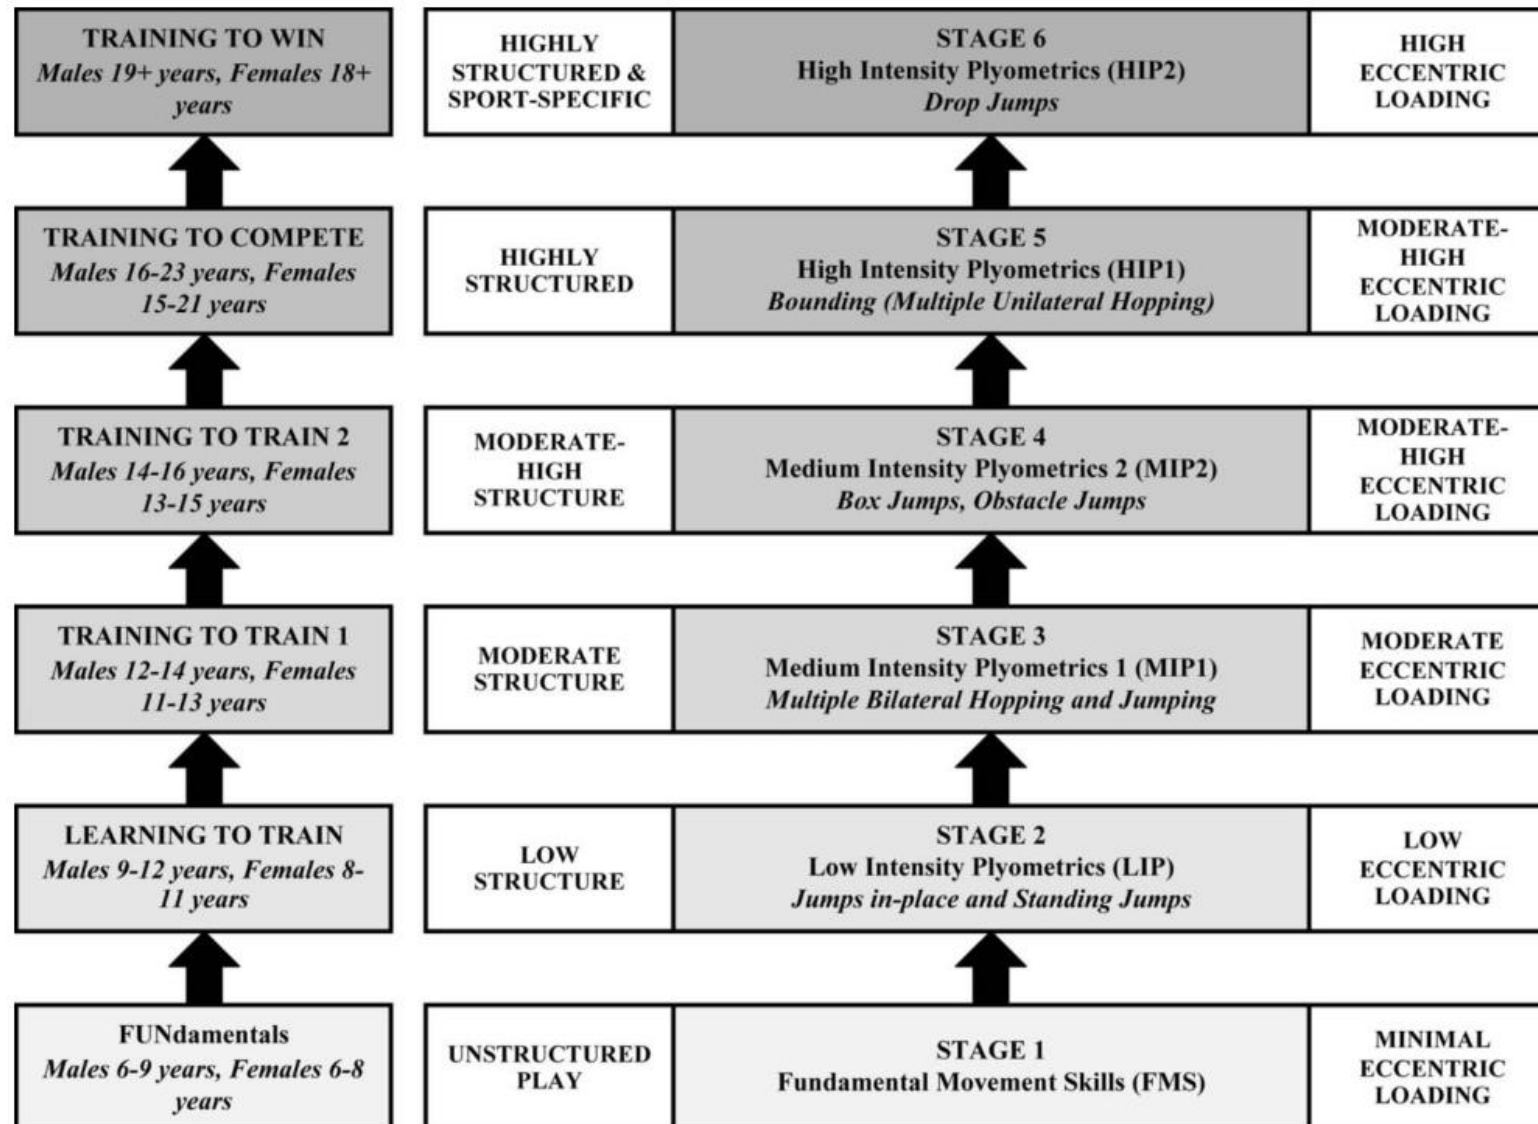 TRAINING TO WIN
Males 19+ years, Females 18+
years
HIGHLY
STRUCTURED &
SPORT-SPECIFIC
STAGE 6
High Intensity Plyometrics (HIP2)
Drop Jumps
HIGH
ECCENTRIC
LOADING
TRAINING TO COMPETE
Males 16-23 years, Females
15-21 years
HIGHLY
STRUCTURED
STAGE 5
High Intensity Plyometrics (HIP1)
Bounding (Multiple Unilateral Hopping)
MODERATE-
HIGH
ECCENTRIC
LOADING
TRAINING TO TRAIN 2
Males 14-16 years, Females
13-15 years
MODERATE-
HIGH
STRUCTURE
STAGE 4
Medium Intensity Plyometrics 2 (MIP2)
Box Jumps, Obstacle Jumps
MODERATE-
HIGH
ECCENTRIC
LOADING
TRAINING TO TRAIN 1
Males 12-14 years, Females
11-13 years
MODERATE
STRUCTURE
STAGE 3
Medium Intensity Plyometrics 1 (MIP1)
Multiple Bilateral Hopping and Jumping
MODERATE
ECCENTRIC
LOADING
LEARNING TO TRAIN
Males 9-12 years, Females 8-
11 years
LOW
STRUCTURE
STAGE 2
Low Intensity Plyometrics (LIP)
Jumps in-place and Standing Jumps
LOW
ECCENTRIC
LOADING
FUNdamentals
Males 6-9 years, Females 6-8
years
UNSTRUCTURED
PLAY
STAGE 1
Fundamental Movement Skills (FMS)
MINIMAL
ECCENTRIC
LOADING